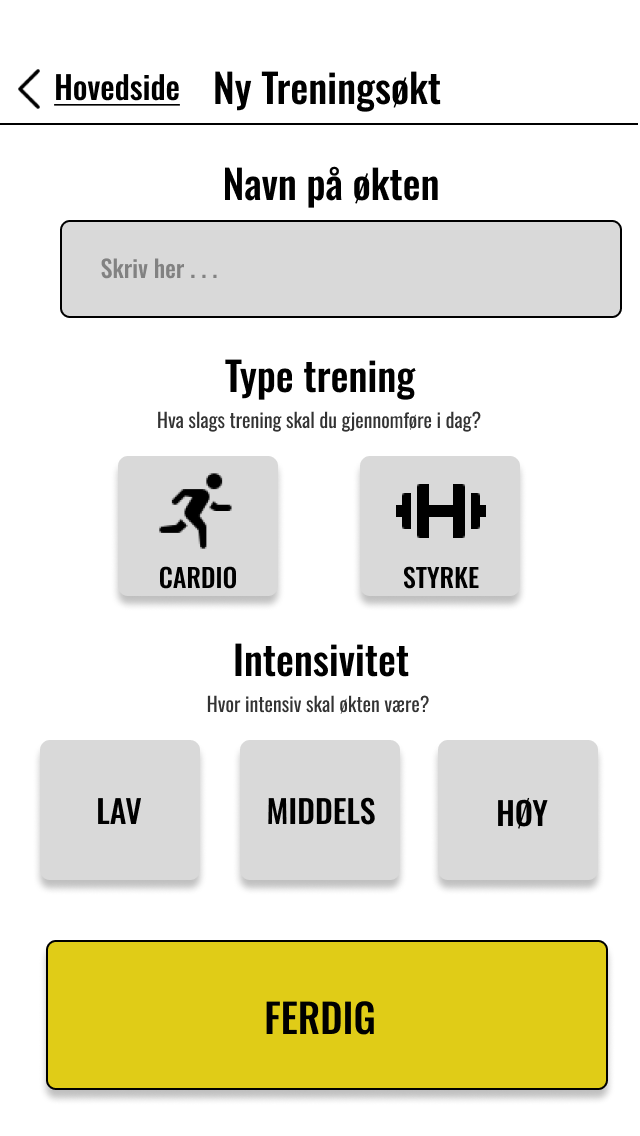 Hovedside Ny Treningsøkt
Navn på økten
Skriv her . . .
Type trening
Hva slags trening skal du gjennomføre i dag?
CARDIO STYRKE
Intensivitet
Hvor intensiv skal økten være?
LAV MIDDELS HØY
FERDIG